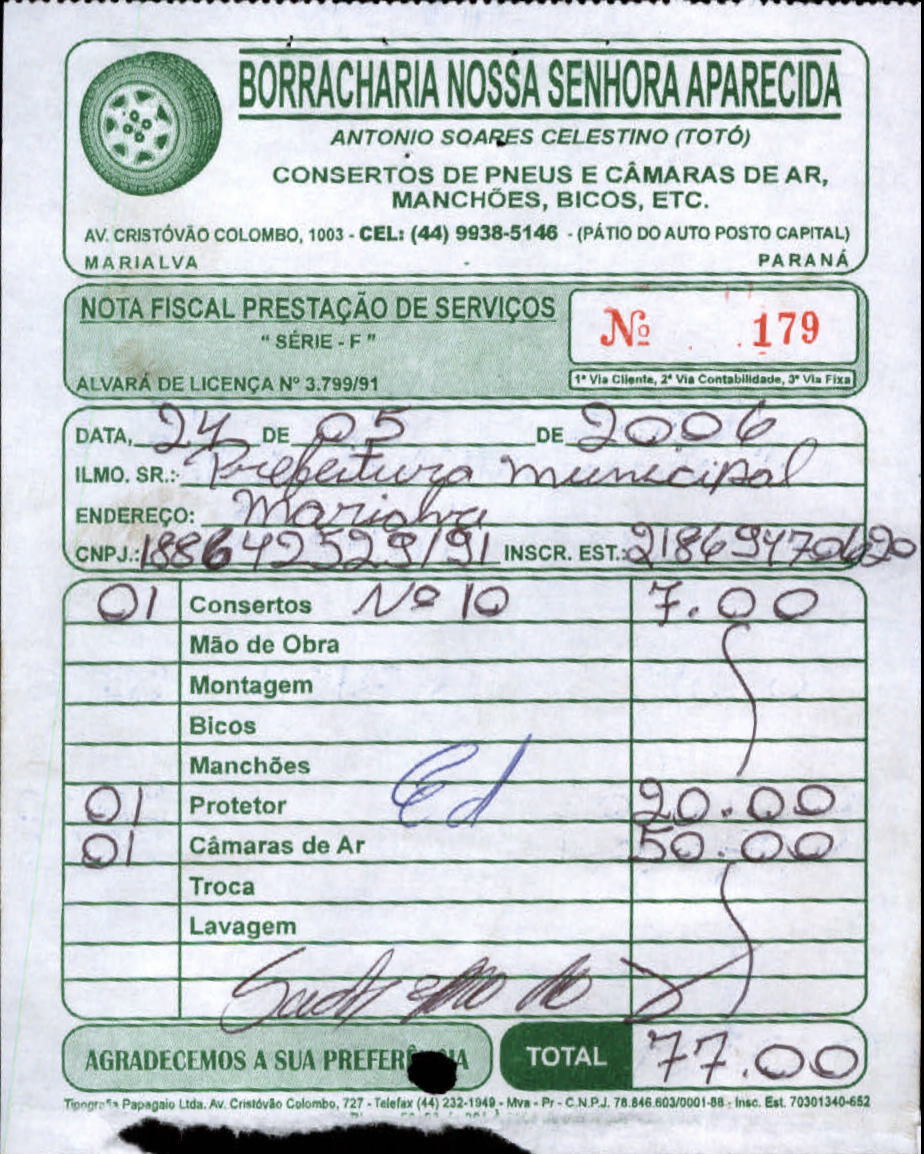 BORRACHARIA NOSSA SENHORA APARECIDA
ANTONIO SOARES CELESTINO (TOTÓ)
CONSERTOS DE PNEUS E CÂMARAS DE AR,
MANCHÕES, BICOS, ETC.
AV. CRISTÓVÃO COLOMBO, 1003 - CEL: (44) 9938-5146 - (PÁTIO DO AUTO POSTO CAPITAL)
MARIALVA PARANÁ
NOTA FISCAL PRESTAÇÃO DE SERVIÇOS
" SÉRIE - F "
Nº 179
ALVARÁ DE LICENÇA Nº 3.799/91
1ª Via Cliente, 2ª Via Contabilidade, 3ª Via Fixa
DATA, 24 DE 05 DE 2006
ILMO. SR.:- Prefeitura municipal
ENDEREÇO: Marialva
CNPJ.: 188642529/91 INSCR. EST.: 21869470620
01 Consertos Nº 10 7.00
Mão de Obra
Montagem
Bicos
Manchões
Ed
01 Protetor 20.00
01 Câmaras de Ar 50.00
Troca
Lavagem
AGRADECEMOS A SUA
TOTAL 77.00
Tipografia Papagaio Ltda. Av. Cristóvão Colombo, 727 - Telefax (44) 232-1949 - Mva - Pr - C.N.P.J. 78.846.603/0001-88 - Insc. Est. 70301340-652